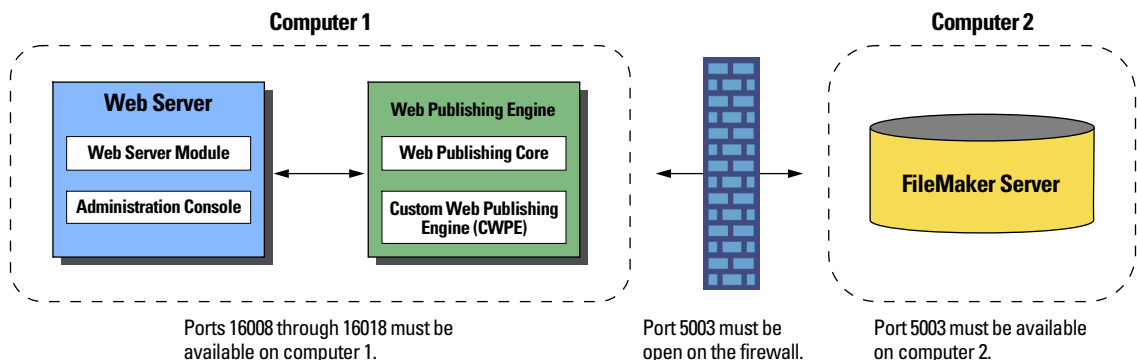 Computer 1
Computer 2
Web Server
Web Server Module
Administration Console
Web Publishing Engine
Web Publishing Core
Custom Web Publishing
Engine (CWPE)
FileMaker Server
Ports 16008 through 16018 must be
available on computer 1.
Port 5003 must be
open on the firewall.
Port 5003 must be available
on computer 2.